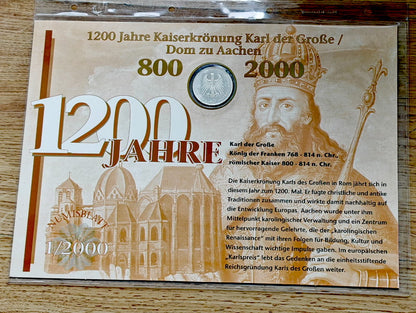 1200 Jahre Kaiserkrönung Karl der Große /
Dom zu Aachen
800 2000
1200
JAHRE
NUMISBLATT
1/2000
Karl der Große
König der Franken 768 - 814 n. Chr.
römischer Kaiser 800 - 814 n. Chr.
Die Kaiserkrönung Karls des Großen in Rom jährt sich in
diesem Jahr zum 1200. Mal. Er fügte christliche und antike
Traditionen zusammen und wirkte damit nachhaltig auf
die Entwicklung Europas. Aachen wurde unter ihm
Mittelpunkt karolingischer Verwaltung und ein Zentrum
für hervorragende Gelehrte, die der „karolingischen
Renaissance" mit ihren Folgen für Bildung, Kultur und
Wissenschaft wichtige Impulse gaben. Im europäischen
„Karlspreis" lebt das Gedenken an die einheitsstiftende
Reichsgründung Karls des Großen weiter.